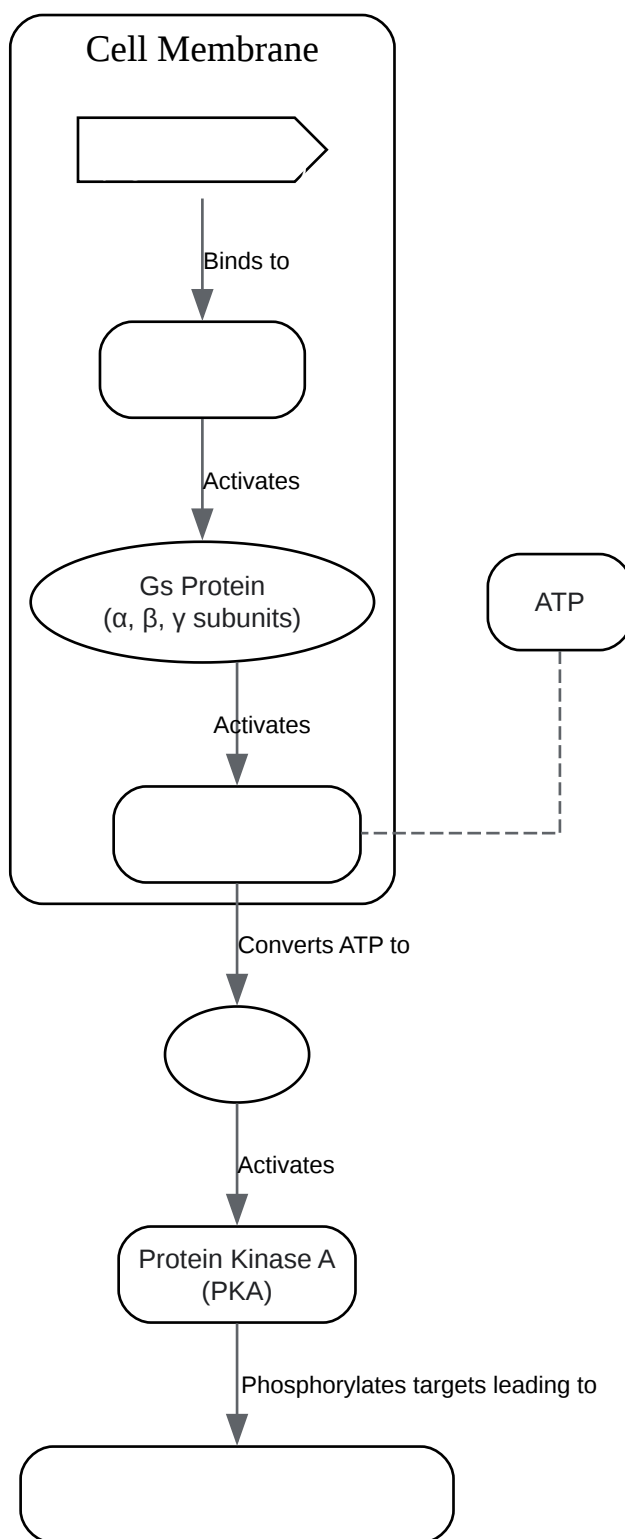 Cell Membrane
Binds to
Activates
Gs Protein
(α, β, γ subunits)
ATP
Activates
Converts ATP to
Activates
Protein Kinase A
(PKA)
Phosphorylates targets leading to